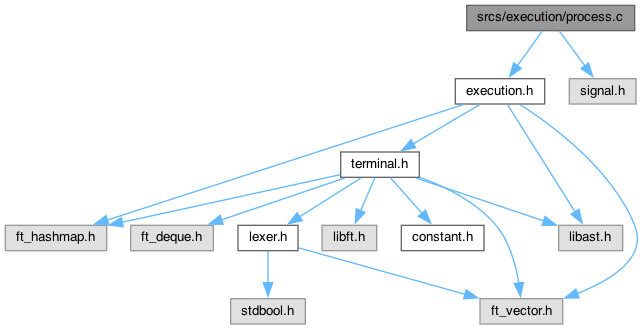 srcs/execution/process.c
execution.h
signal.h
terminal.h
ft_hashmap.h
ft_deque.h
lexer.h
libft.h
constant.h
libast.h
stdbool.h
ft_vector.h